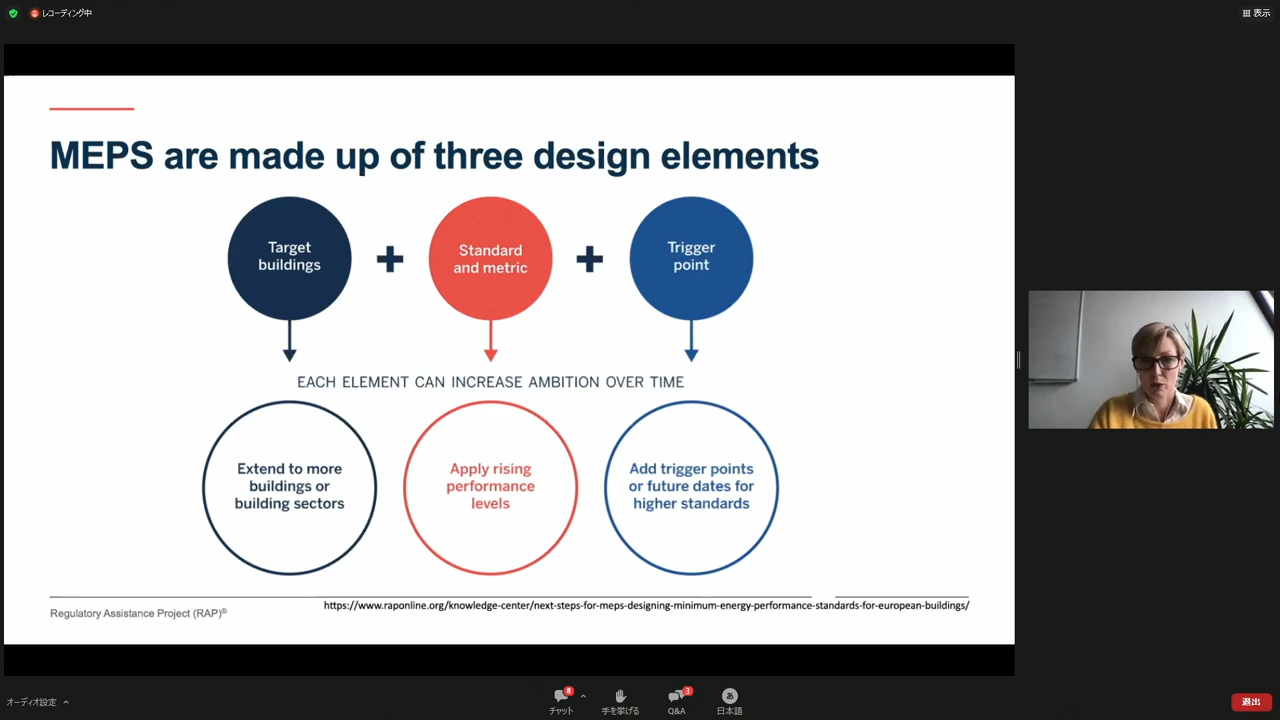 レコーディング中
表示
MEPS are made up of three design elements
Target
buildings
Standard
and metric
Trigger
point
EACH ELEMENT CAN INCREASE AMBITION OVER TIME
Extend to more
buildings or
building sectors
Apply rising
performance
levels
Add trigger points
or future dates for
higher standards
Regulatory Assistance Project (RAP)®
https://www.raponline.org/knowledge-center/next-steps-for-meps-designing-minimum-energy-performance-standards-for-european-buildings/
オーディオ設定
8
チャット
手を挙げる
3
Q&A
あ
日本語
退出